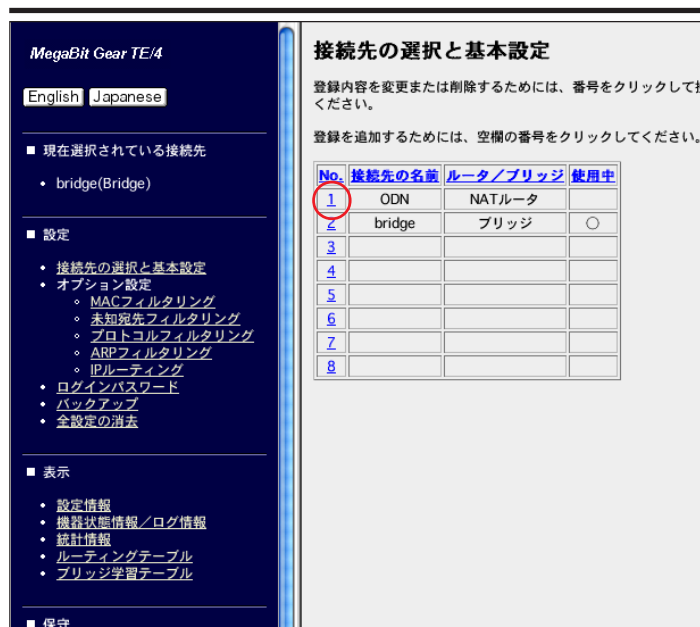 MegaBit Gear TE/4
English Japanese
■ 現在選択されている接続先
• bridge(Bridge)
■ 設定
• 接続先の選択と基本設定
• オプション設定
◦ MACフィルタリング
◦ 未知宛先フィルタリング
◦ プロトコルフィルタリング
◦ ARPフィルタリング
◦ IPルーティング
• ログインパスワード
• バックアップ
• 全設定の消去
■ 表示
• 設定情報
• 機器状態情報／ログ情報
• 統計情報
• ルーティングテーブル
• ブリッジ学習テーブル
■ 保守
接続先の選択と基本設定
登録内容を変更または削除するためには、番号をクリックして
ください。
登録を追加するためには、空欄の番号をクリックしてください。
No. 接続先の名前 ルータ／ブリッジ 使用中
1 ODN NATルータ
2 bridge ブリッジ ○
3
4
5
6
7
8